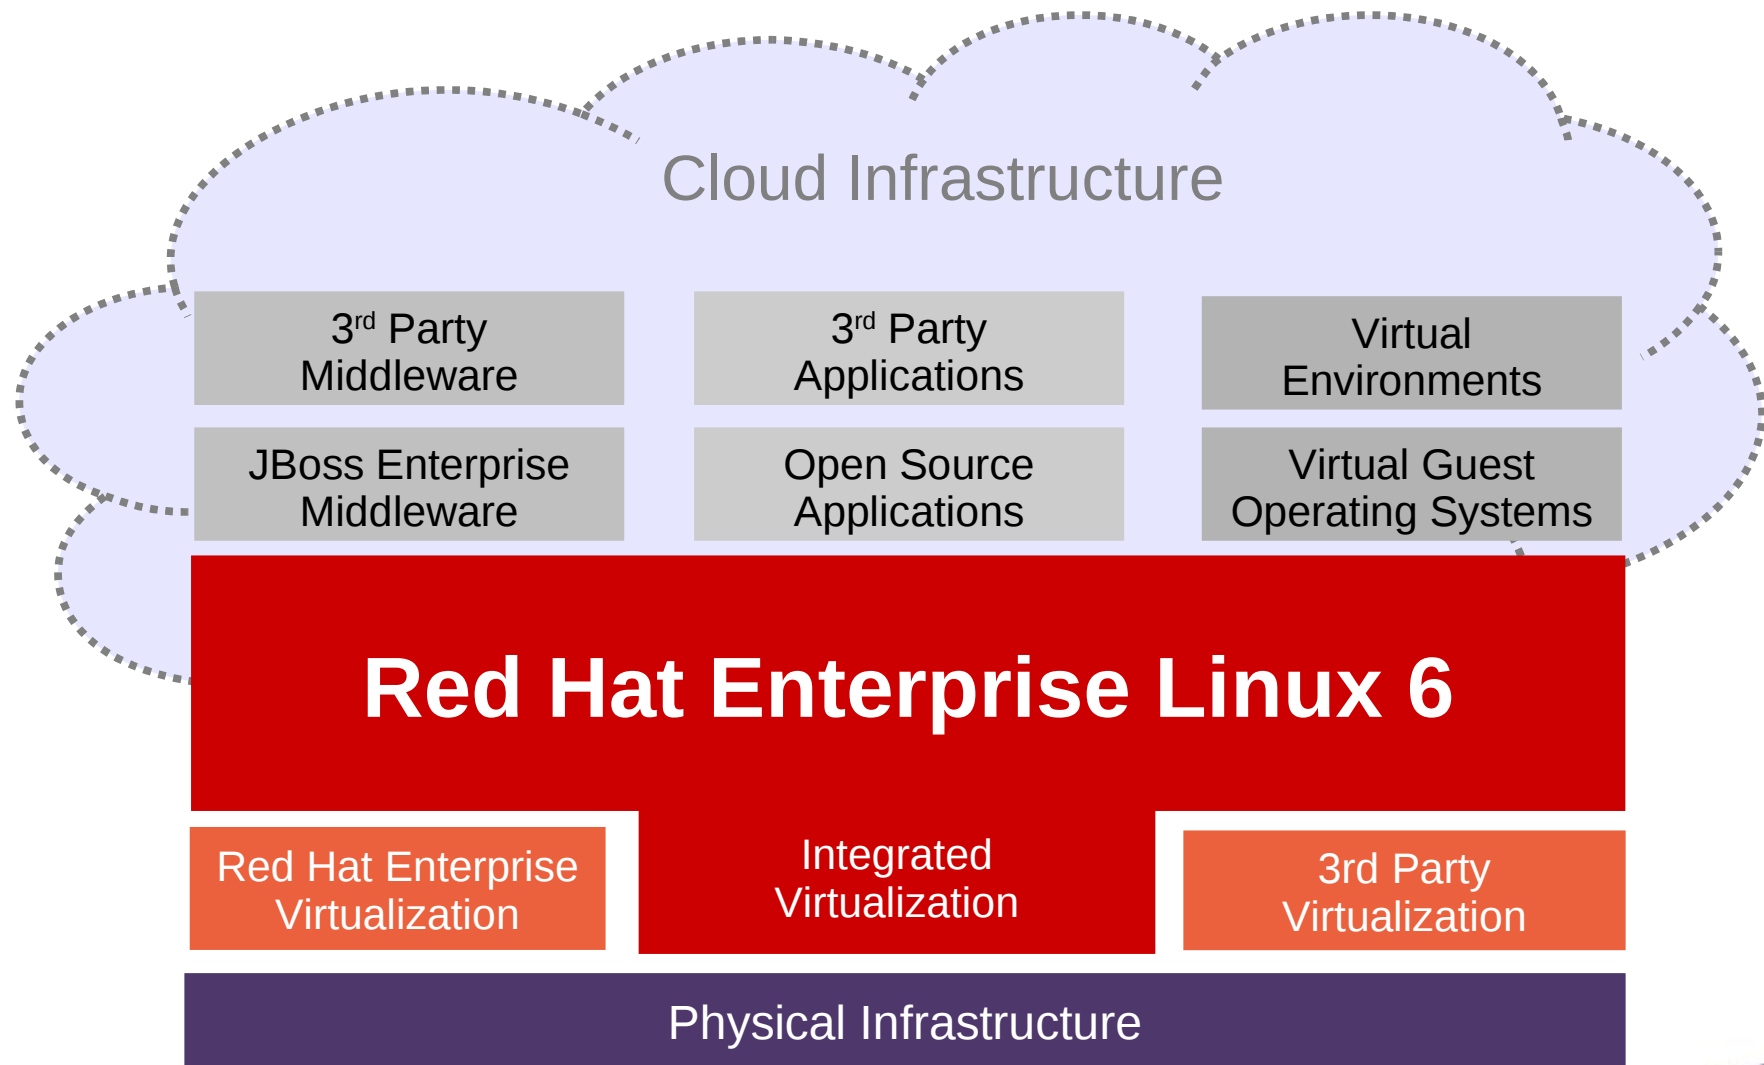 Cloud Infrastructure
3rd Party
Middleware
3rd Party
Applications
Virtual
Environments
JBoss Enterprise
Middleware
Open Source
Applications
Virtual Guest
Operating Systems
Red Hat Enterprise Linux 6
Red Hat Enterprise
Virtualization
Integrated
Virtualization
3rd Party
Virtualization
Physical Infrastructure